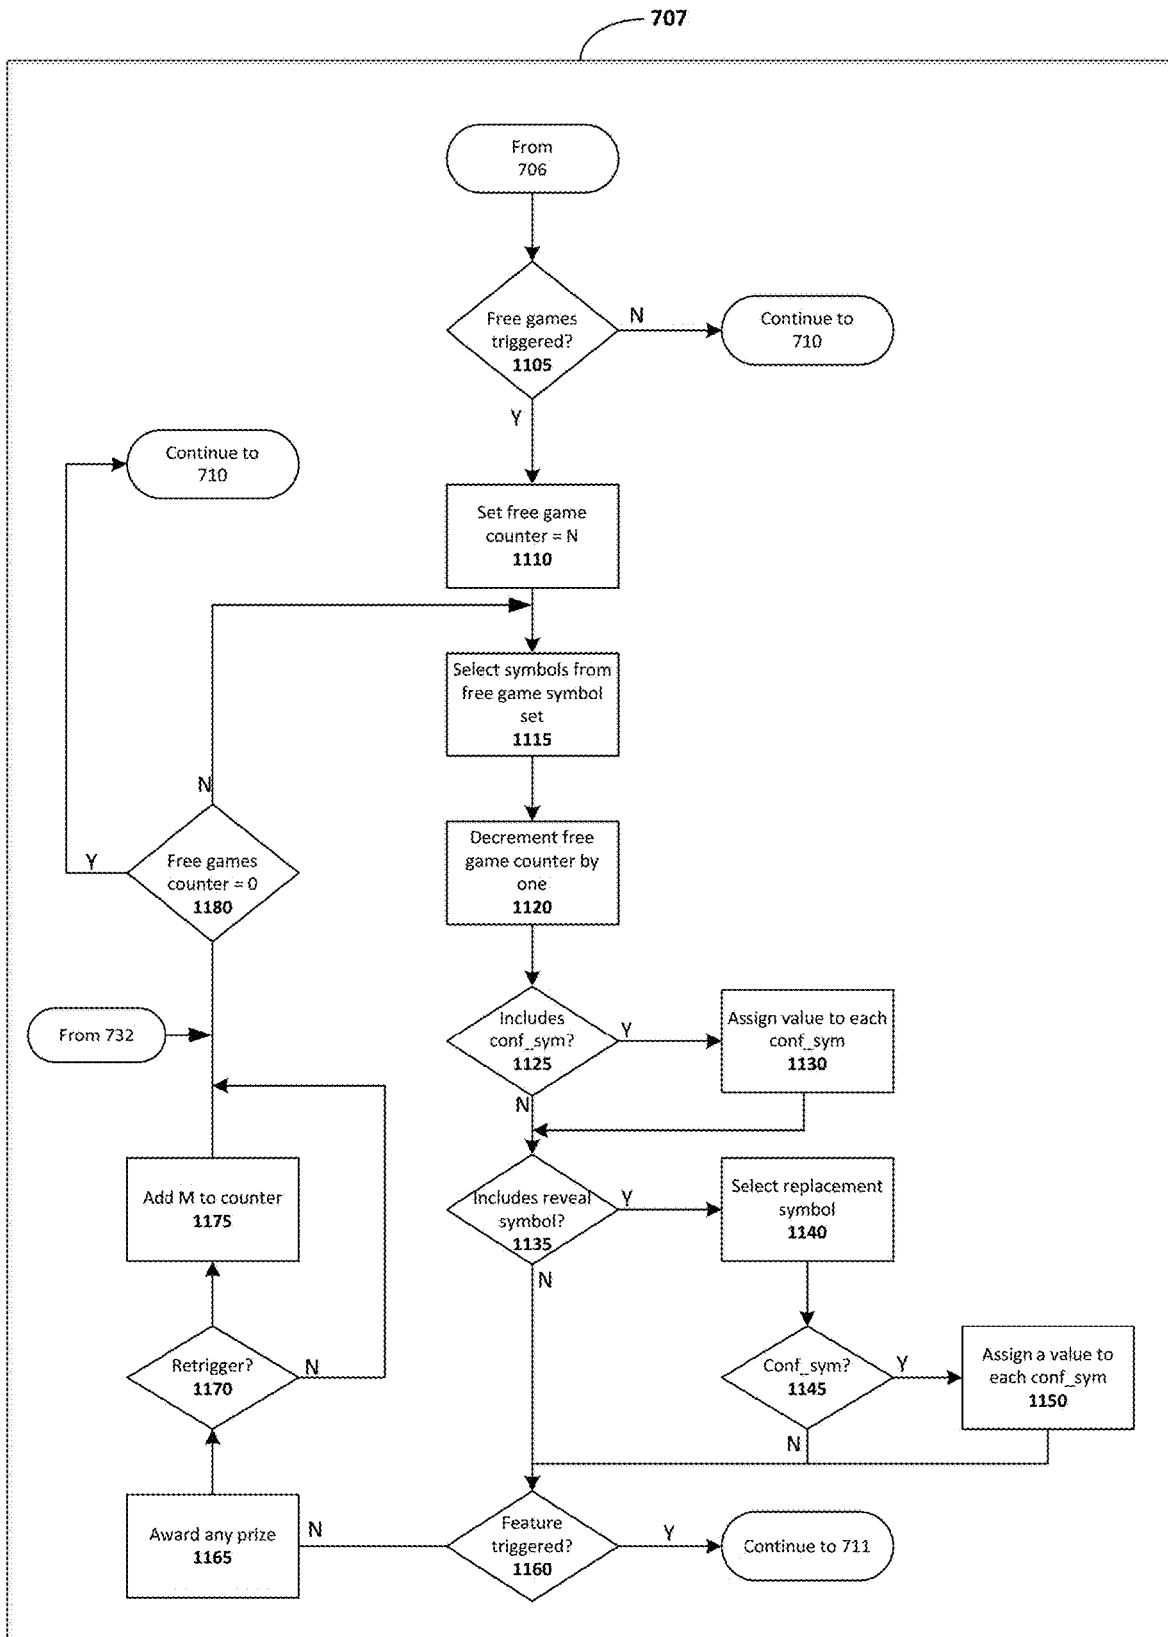 707
From
706
Free games
triggered?
1105
N
Continue to
710
Y
Continue to
710
Set free game
counter = N
1110
Select symbols from
free game symbol
set
1115
N
Decrement free
game counter by
one
1120
Y
Free games
counter = 0
1180
From 732
Includes
conf_sym?
1125
Y
Assign value to each
conf_sym
1130
N
Add M to counter
1175
Includes reveal
symbol?
1135
Y
Select replacement
symbol
1140
N
Retrigger?
1170
N
Conf_sym?
1145
Y
Assign a value to
each conf_sym
1150
N
Award any prize
1165
N
Feature
triggered?
1160
Y
Continue to 711